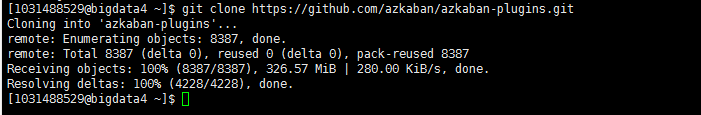 [1031488529@bigdata4 ~]$ git clone https://github.com/azkaban/azkaban-plugins.git
Cloning into 'azkaban-plugins'...
remote: Enumerating objects: 8387, done.
remote: Total 8387 (delta 0), reused 0 (delta 0), pack-reused 8387
Receiving objects: 100% (8387/8387), 326.57 MiB | 280.00 KiB/s, done.
Resolving deltas: 100% (4228/4228), done.
[1031488529@bigdata4 ~]$